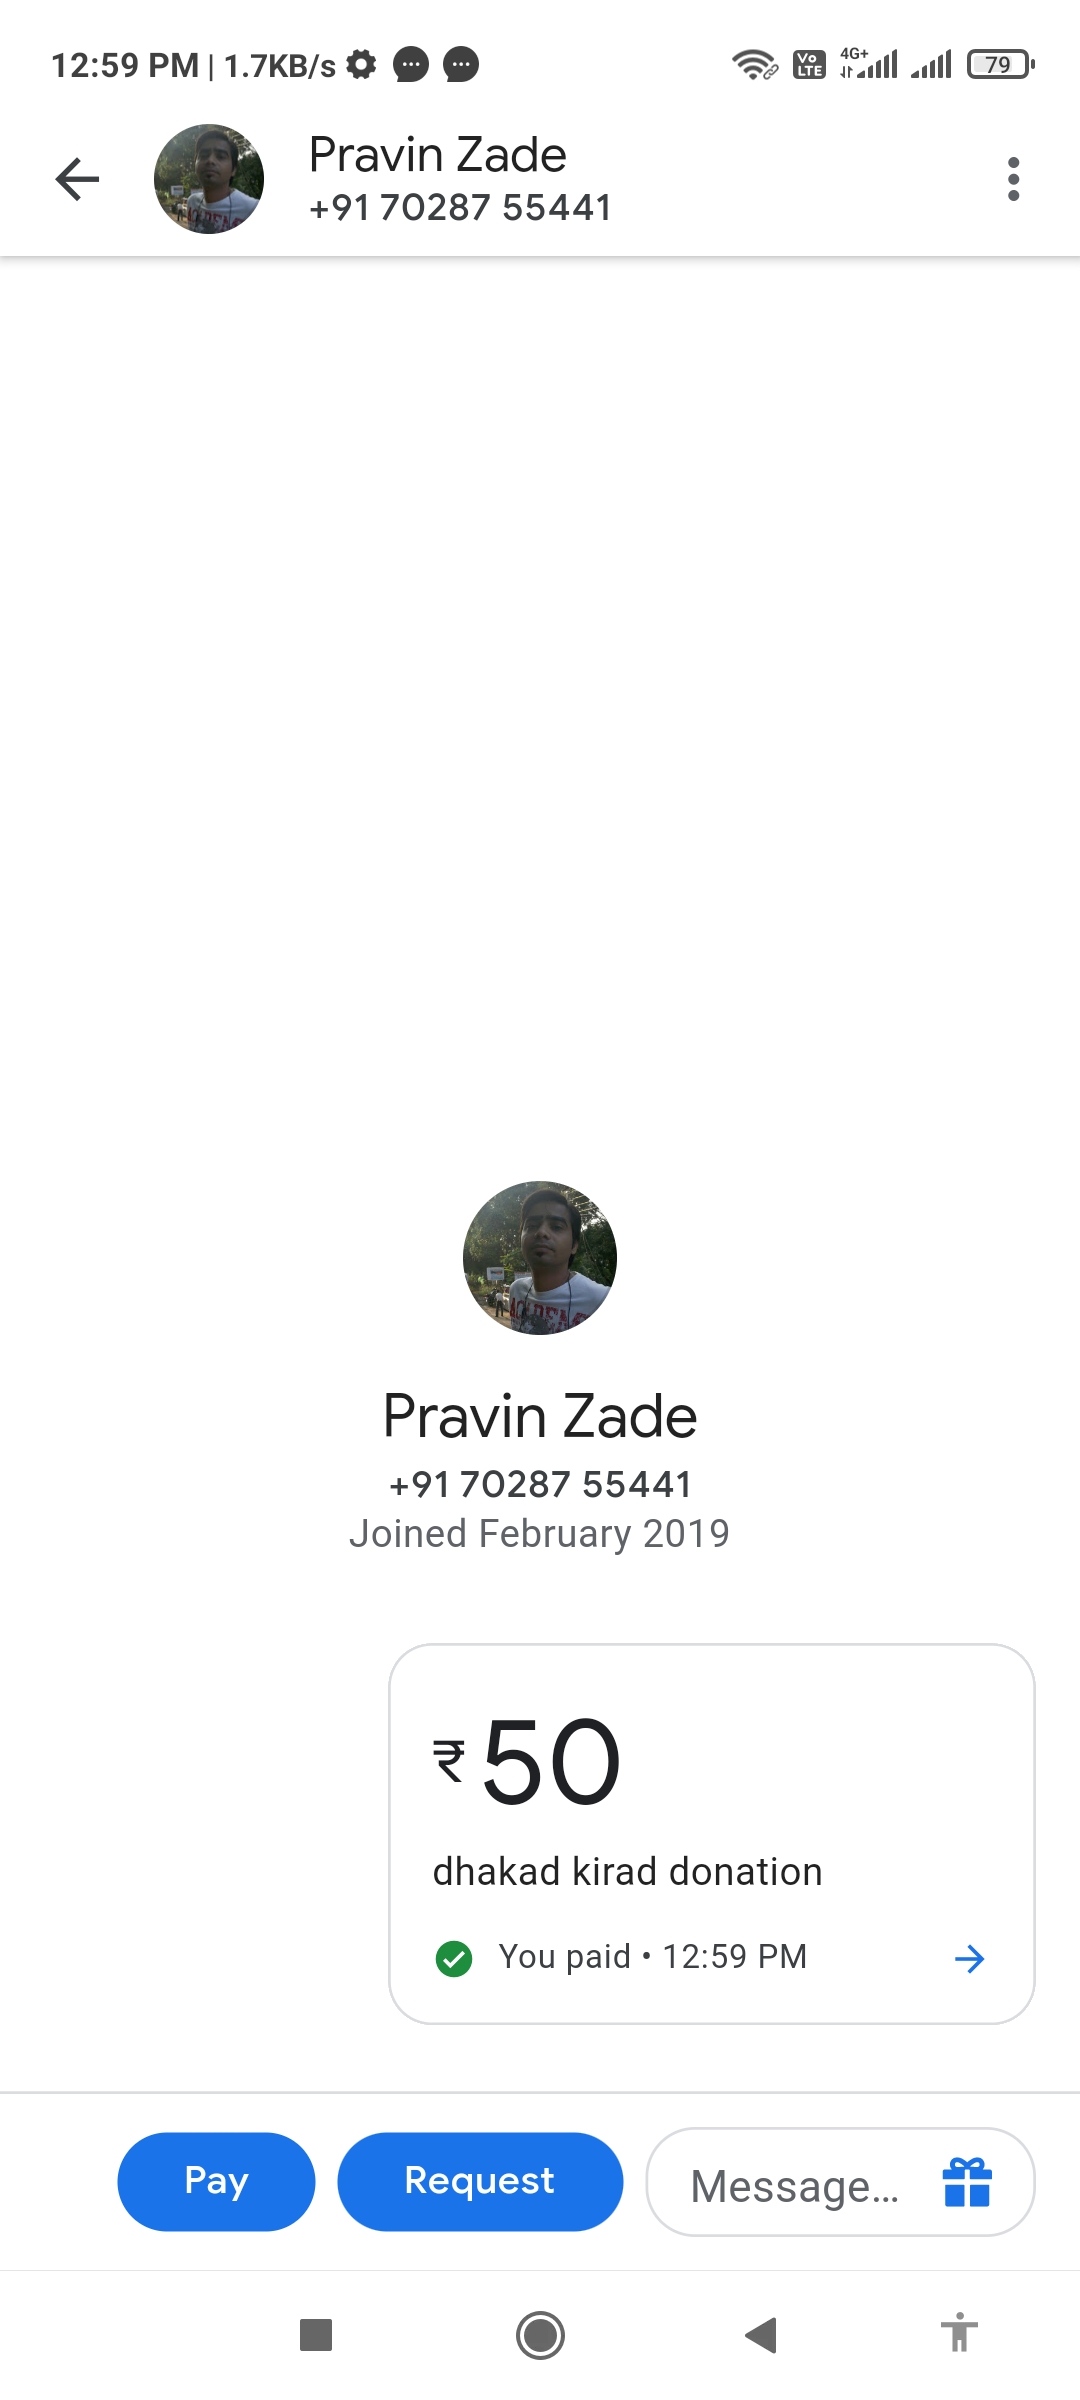 12:59 PM | 1.7KB/s
Vo LTE
4G+
79
Pravin Zade
+91 70287 55441
Pravin Zade
+91 70287 55441
Joined February 2019
₹50
dhakad kirad donation
You paid • 12:59 PM
Pay
Request
Message...